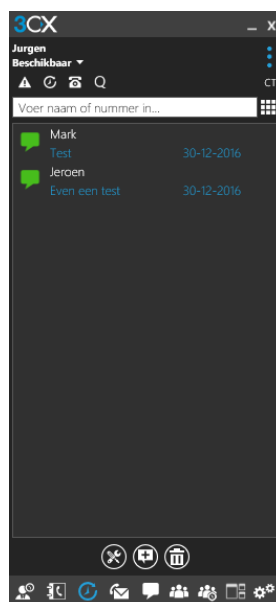 3CX
Jurgen
Beschikbaar
Q
CTI
Voer naam of nummer in...
Mark
Test 30-12-2016
Jeroen
Even een test 30-12-2016